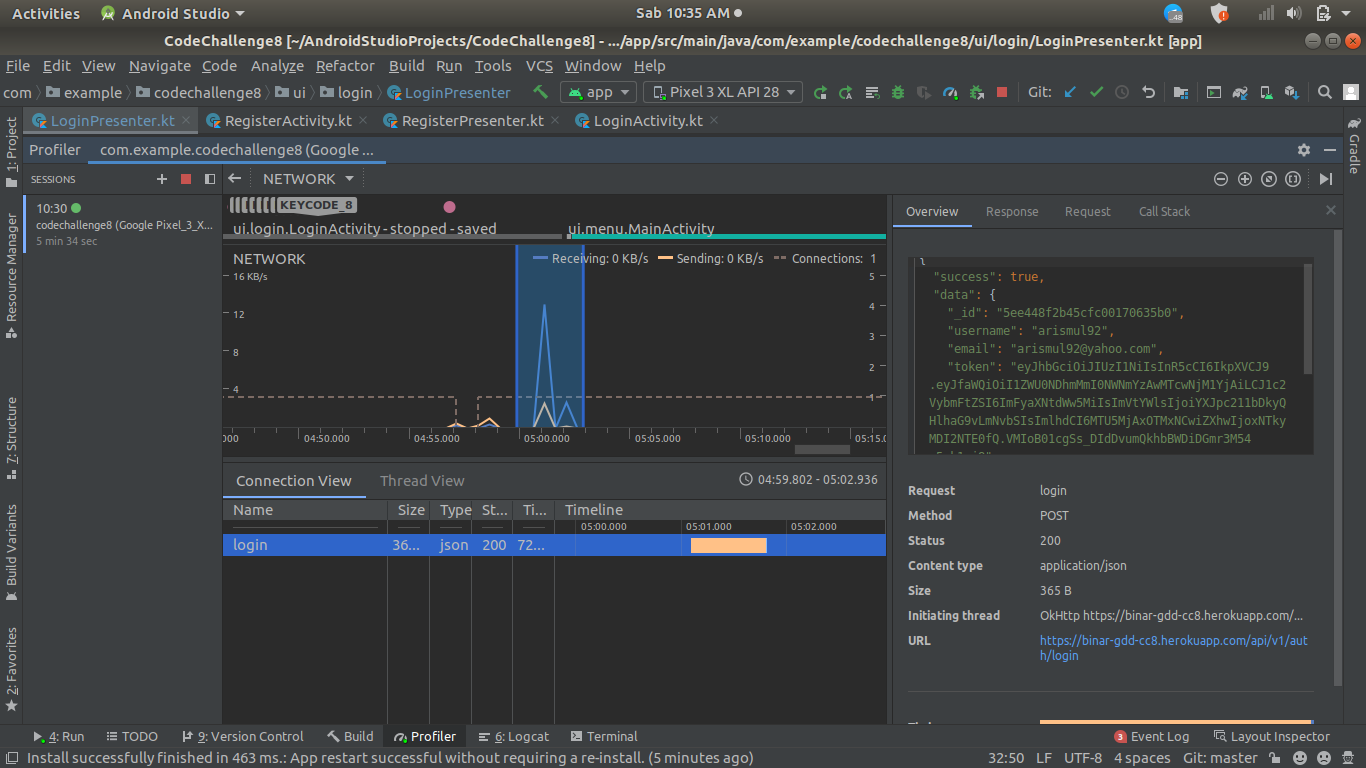 Activities
Android Studio
Sab 10:35 AM
48
CodeChallenge8 [~/AndroidStudioProjects/CodeChallenge8] - .../app/src/main/java/com/example/codechallenge8/ui/login/LoginPresenter.kt [app]
File Edit View Navigate Code Analyze Refactor Build Run Tools VCS Window Help
com example codechallenge8 ui login LoginPresenter
app
Pixel 3 XL API 28
Git:
LoginPresenter.kt RegisterActivity.kt RegisterPresenter.kt LoginActivity.kt
1: Project
Resource Manager
7: Structure
Build Variants
2: Favorites
Gradle
Profiler com.example.codechallenge8 (Google ...
SESSIONS
NETWORK
10:30
codechallenge8 (Google Pixel_3_X...
5 min 34 sec
KEYCODE_8
ui.login.LoginActivity - stopped - saved
ui.menu.MainActivity
NETWORK
Receiving: 0 KB/s Sending: 0 KB/s Connections: 1
16 KB/s
12
8
4
5
4
3
2
1
:000 04:50.000 04:55.000 05:00.000 05:05.000 05:10.000 05:15.0
Connection View Thread View
04:59.802 - 05:02.936
Name Size Type St... Ti... Timeline
05:00.000 05:01.000 05:02.000
login 36... json 200 72...
Overview Response Request Call Stack
{
"success": true,
"data": {
"_id": "5ee448f2b45cfc00170635b0",
"username": "arismul92",
"email": "arismul92@yahoo.com",
"token": "eyJhbGciOiJIUzI1NiIsInR5cCI6IkpXVCJ9
.eyJfaWQiOiI1ZWU0NDhmMmI0NWNmYzAwMTcwNjM1YjAiLCJ1c2
VybmFtZSI6ImFyaXNtdWw5MiIsImVtYWlsIjoiYXJpc211bDkyQ
HlhaG9vLmNvbSIsImlhdCI6MTU5MjAxOTMxNCwiZXhwIjoxNTky
MDI2NTE0fQ.VMIoB01cgSs_DIdDvumQkhbBWDiDGmr3M54
Request login
Method POST
Status 200
Content type application/json
Size 365 B
Initiating thread OkHttp https://binar-gdd-cc8.herokuapp.com/...
URL https://binar-gdd-cc8.herokuapp.com/api/v1/aut
h/login
4: Run TODO 9: Version Control Build Profiler 6: Logcat Terminal
3 Event Log Layout Inspector
Install successfully finished in 463 ms.: App restart successful without requiring a re-install. (5 minutes ago)
32:50 LF UTF-8 4 spaces Git: master